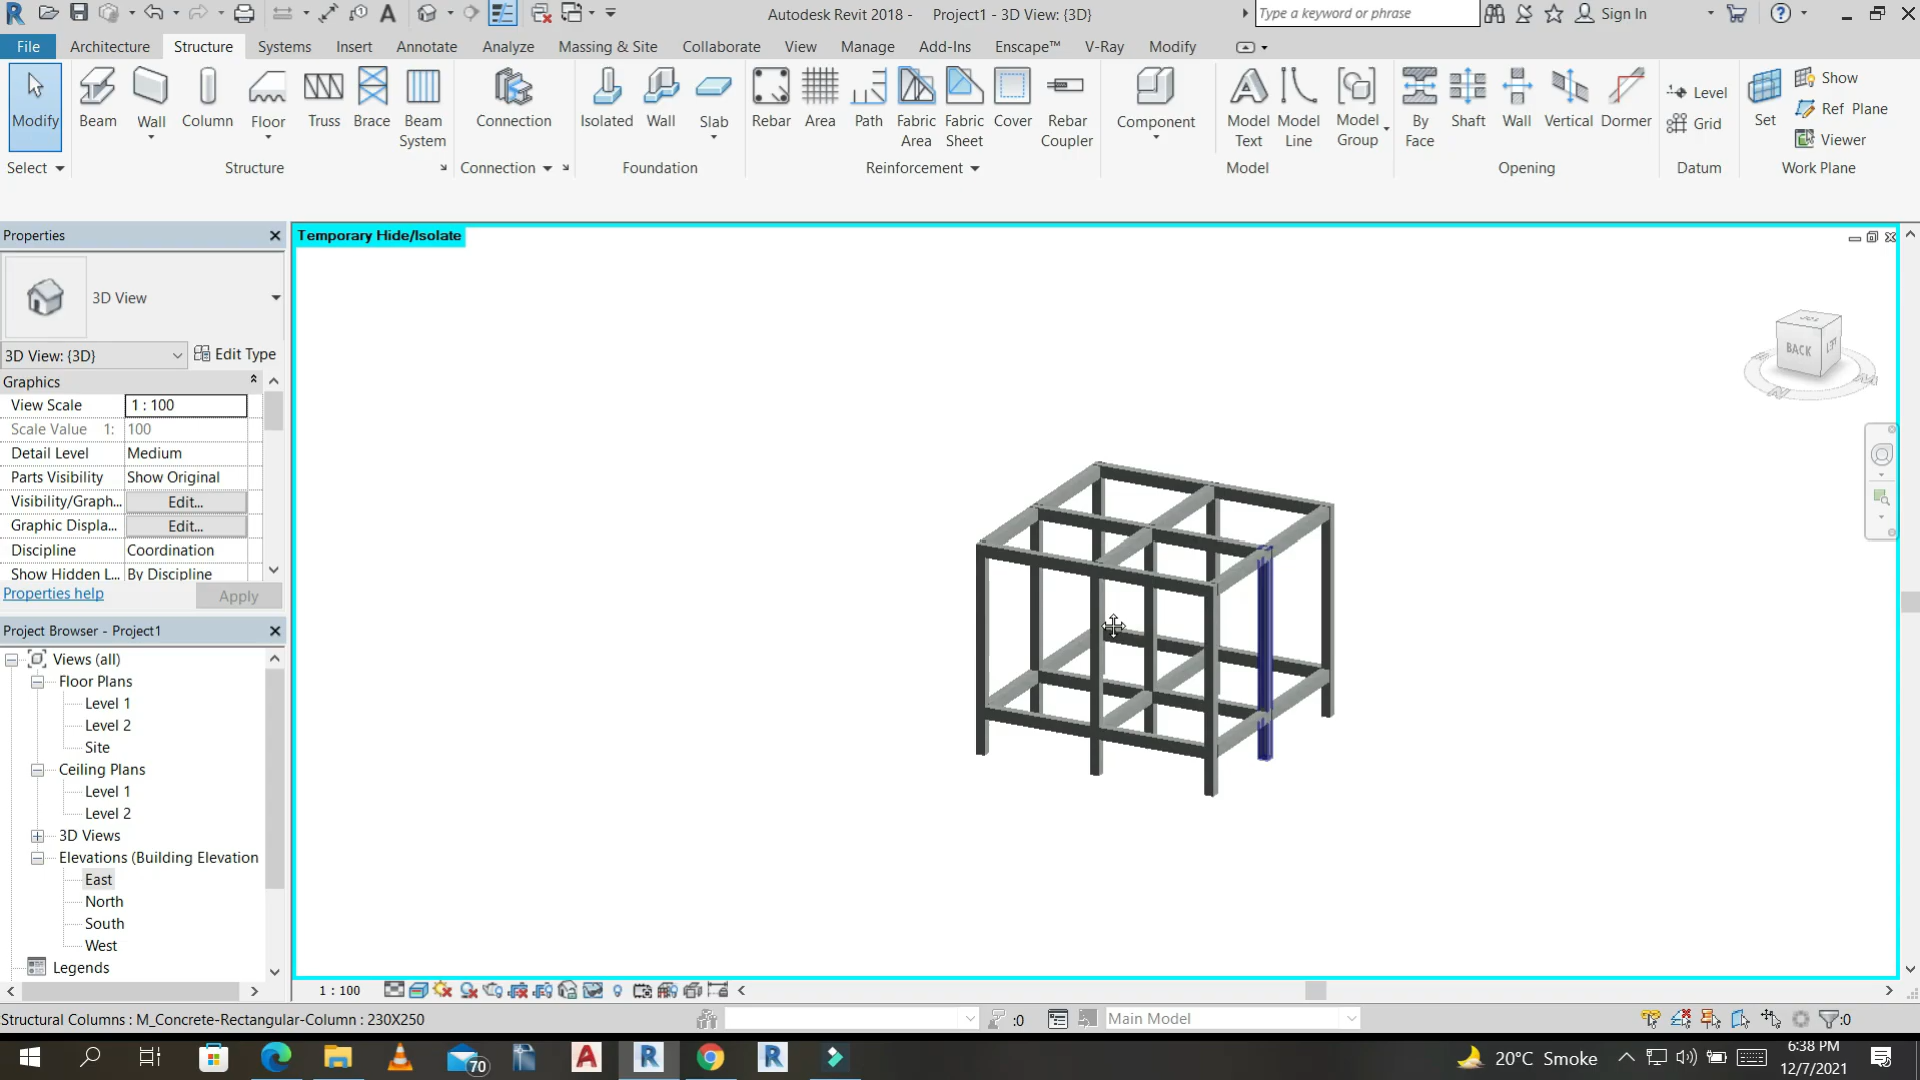 Autodesk Revit 2018 -     Project1 - 3D View: {3D}
Type a keyword or phrase
Sign In
File Architecture Structure Systems Insert Annotate Analyze Massing & Site Collaborate View Manage Add-Ins Enscape™ V-Ray Modify
Modify
Beam
Wall
Column
Floor
Truss
Brace
Beam
System
Connection
Isolated
Wall
Slab
Rebar
Area
Path
Fabric
Area
Fabric
Sheet
Cover
Rebar
Coupler
Component
Model
Text
Model
Line
Model
Group
By
Face
Shaft
Wall
Vertical
Dormer
Level
Grid
Set
Show
Ref Plane
Viewer
Select
Structure
Connection
Foundation
Reinforcement
Model
Opening
Datum
Work Plane
Properties
3D View
3D View: {3D}
Edit Type
Graphics
View Scale 1 : 100
Scale Value 1: 100
Detail Level Medium
Parts Visibility Show Original
Visibility/Graph... Edit...
Graphic Displa... Edit...
Discipline Coordination
Show Hidden L... By Discipline
Properties help
Apply
Project Browser - Project1
Views (all)
Floor Plans
Level 1
Level 2
Site
Ceiling Plans
Level 1
Level 2
3D Views
Elevations (Building Elevation
East
North
South
West
Legends
Temporary Hide/Isolate
TOP
BACK
1 : 100
Structural Columns : M_Concrete-Rectangular-Column : 230X250
:0
Main Model
:0
70
20°C Smoke
6:38 PM
12/7/2021